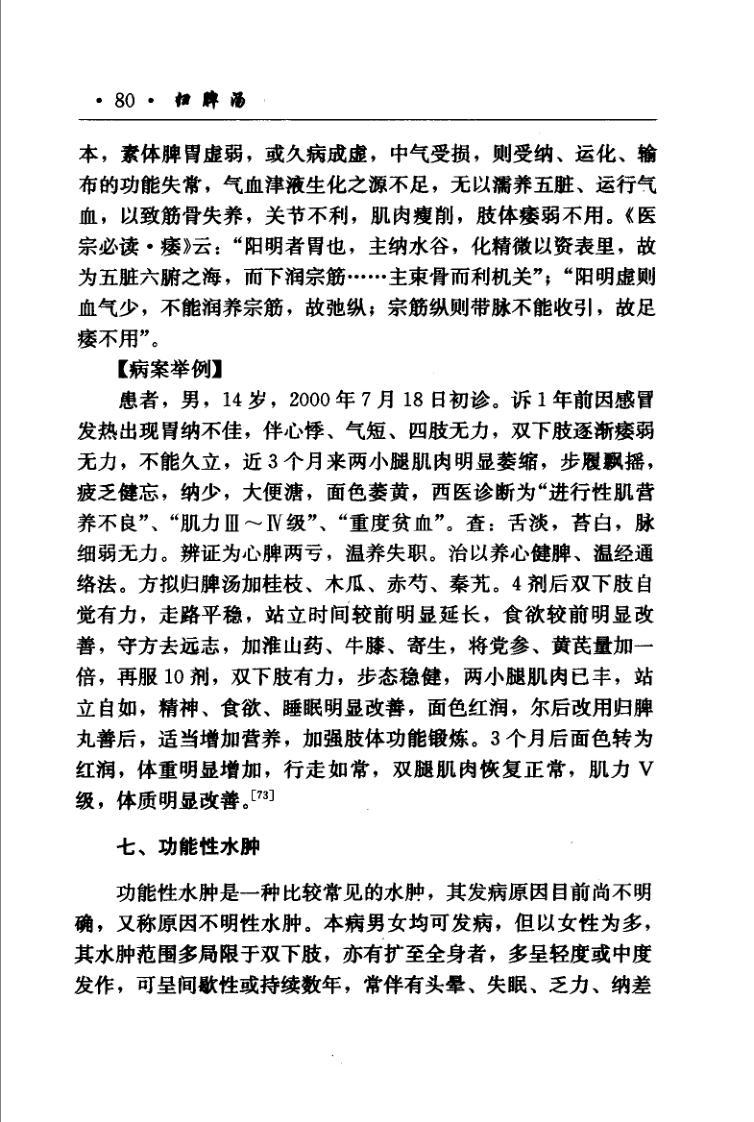 · 80 · 归脾汤
本，素体脾胃虚弱，或久病成虚，中气受损，则受纳、运化、输
布的功能失常，气血津液生化之源不足，无以濡养五脏、运行气
血，以致筋骨失养，关节不利，肌肉瘦削，肢体痿弱不用。《医
宗必读·痿》云：“阳明者胃也，主纳水谷，化精微以资表里，故
为五脏六腑之海，而下润宗筋……主束骨而利机关”；“阳明虚则
血气少，不能润养宗筋，故弛纵；宗筋纵则带脉不能收引，故足
痿不用”。
【病案举例】
患者，男，14岁，2000年7月18日初诊。诉1年前因感冒
发热出现胃纳不佳，伴心悸、气短、四肢无力，双下肢逐渐痿弱
无力，不能久立，近3个月来两小腿肌肉明显萎缩，步履飘摇，
疲乏健忘，纳少，大便溏，面色萎黄，西医诊断为“进行性肌营
养不良”、“肌力Ⅲ～Ⅳ级”、“重度贫血”。查：舌淡，苔白，脉
细弱无力。辨证为心脾两亏，温养失职。治以养心健脾、温经通
络法。方拟归脾汤加桂枝、木瓜、赤芍、秦艽。4剂后双下肢自
觉有力，走路平稳，站立时间较前明显延长，食欲较前明显改
善，守方去远志，加淮山药、牛膝、寄生，将党参、黄芪量加一
倍，再服10剂，双下肢有力，步态稳健，两小腿肌肉已丰，站
立自如，精神、食欲、睡眠明显改善，面色红润，尔后改用归脾
丸善后，适当增加营养，加强肢体功能锻炼。3个月后面色转为
红润，体重明显增加，行走如常，双腿肌肉恢复正常，肌力Ⅴ
级，体质明显改善。[73]
七、功能性水肿
功能性水肿是一种比较常见的水肿，其发病原因目前尚不明
确，又称原因不明性水肿。本病男女均可发病，但以女性为多，
其水肿范围多局限于双下肢，亦有扩至全身者，多呈轻度或中度
发作，可呈间歇性或持续数年，常伴有头晕、失眠、乏力、纳差